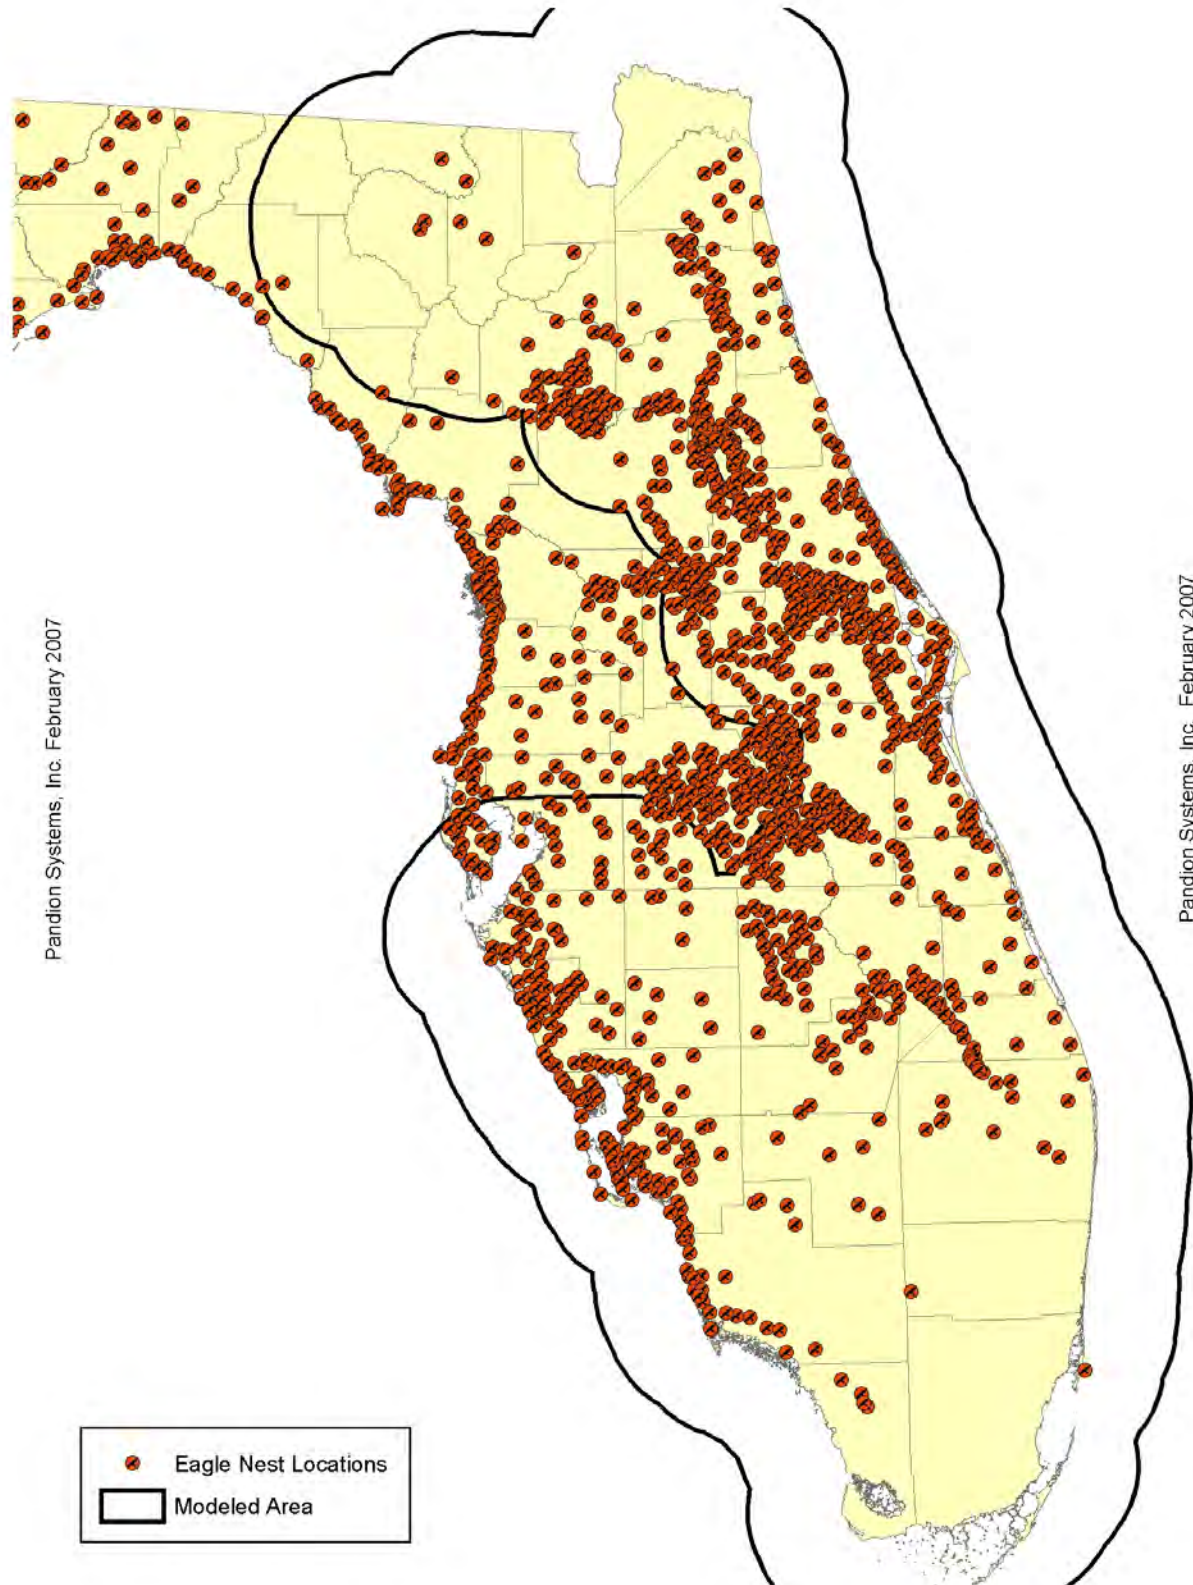 Pandion Systems, Inc. February 2007
Pandion Systems, Inc. February 2007
Eagle Nest Locations
Modeled Area